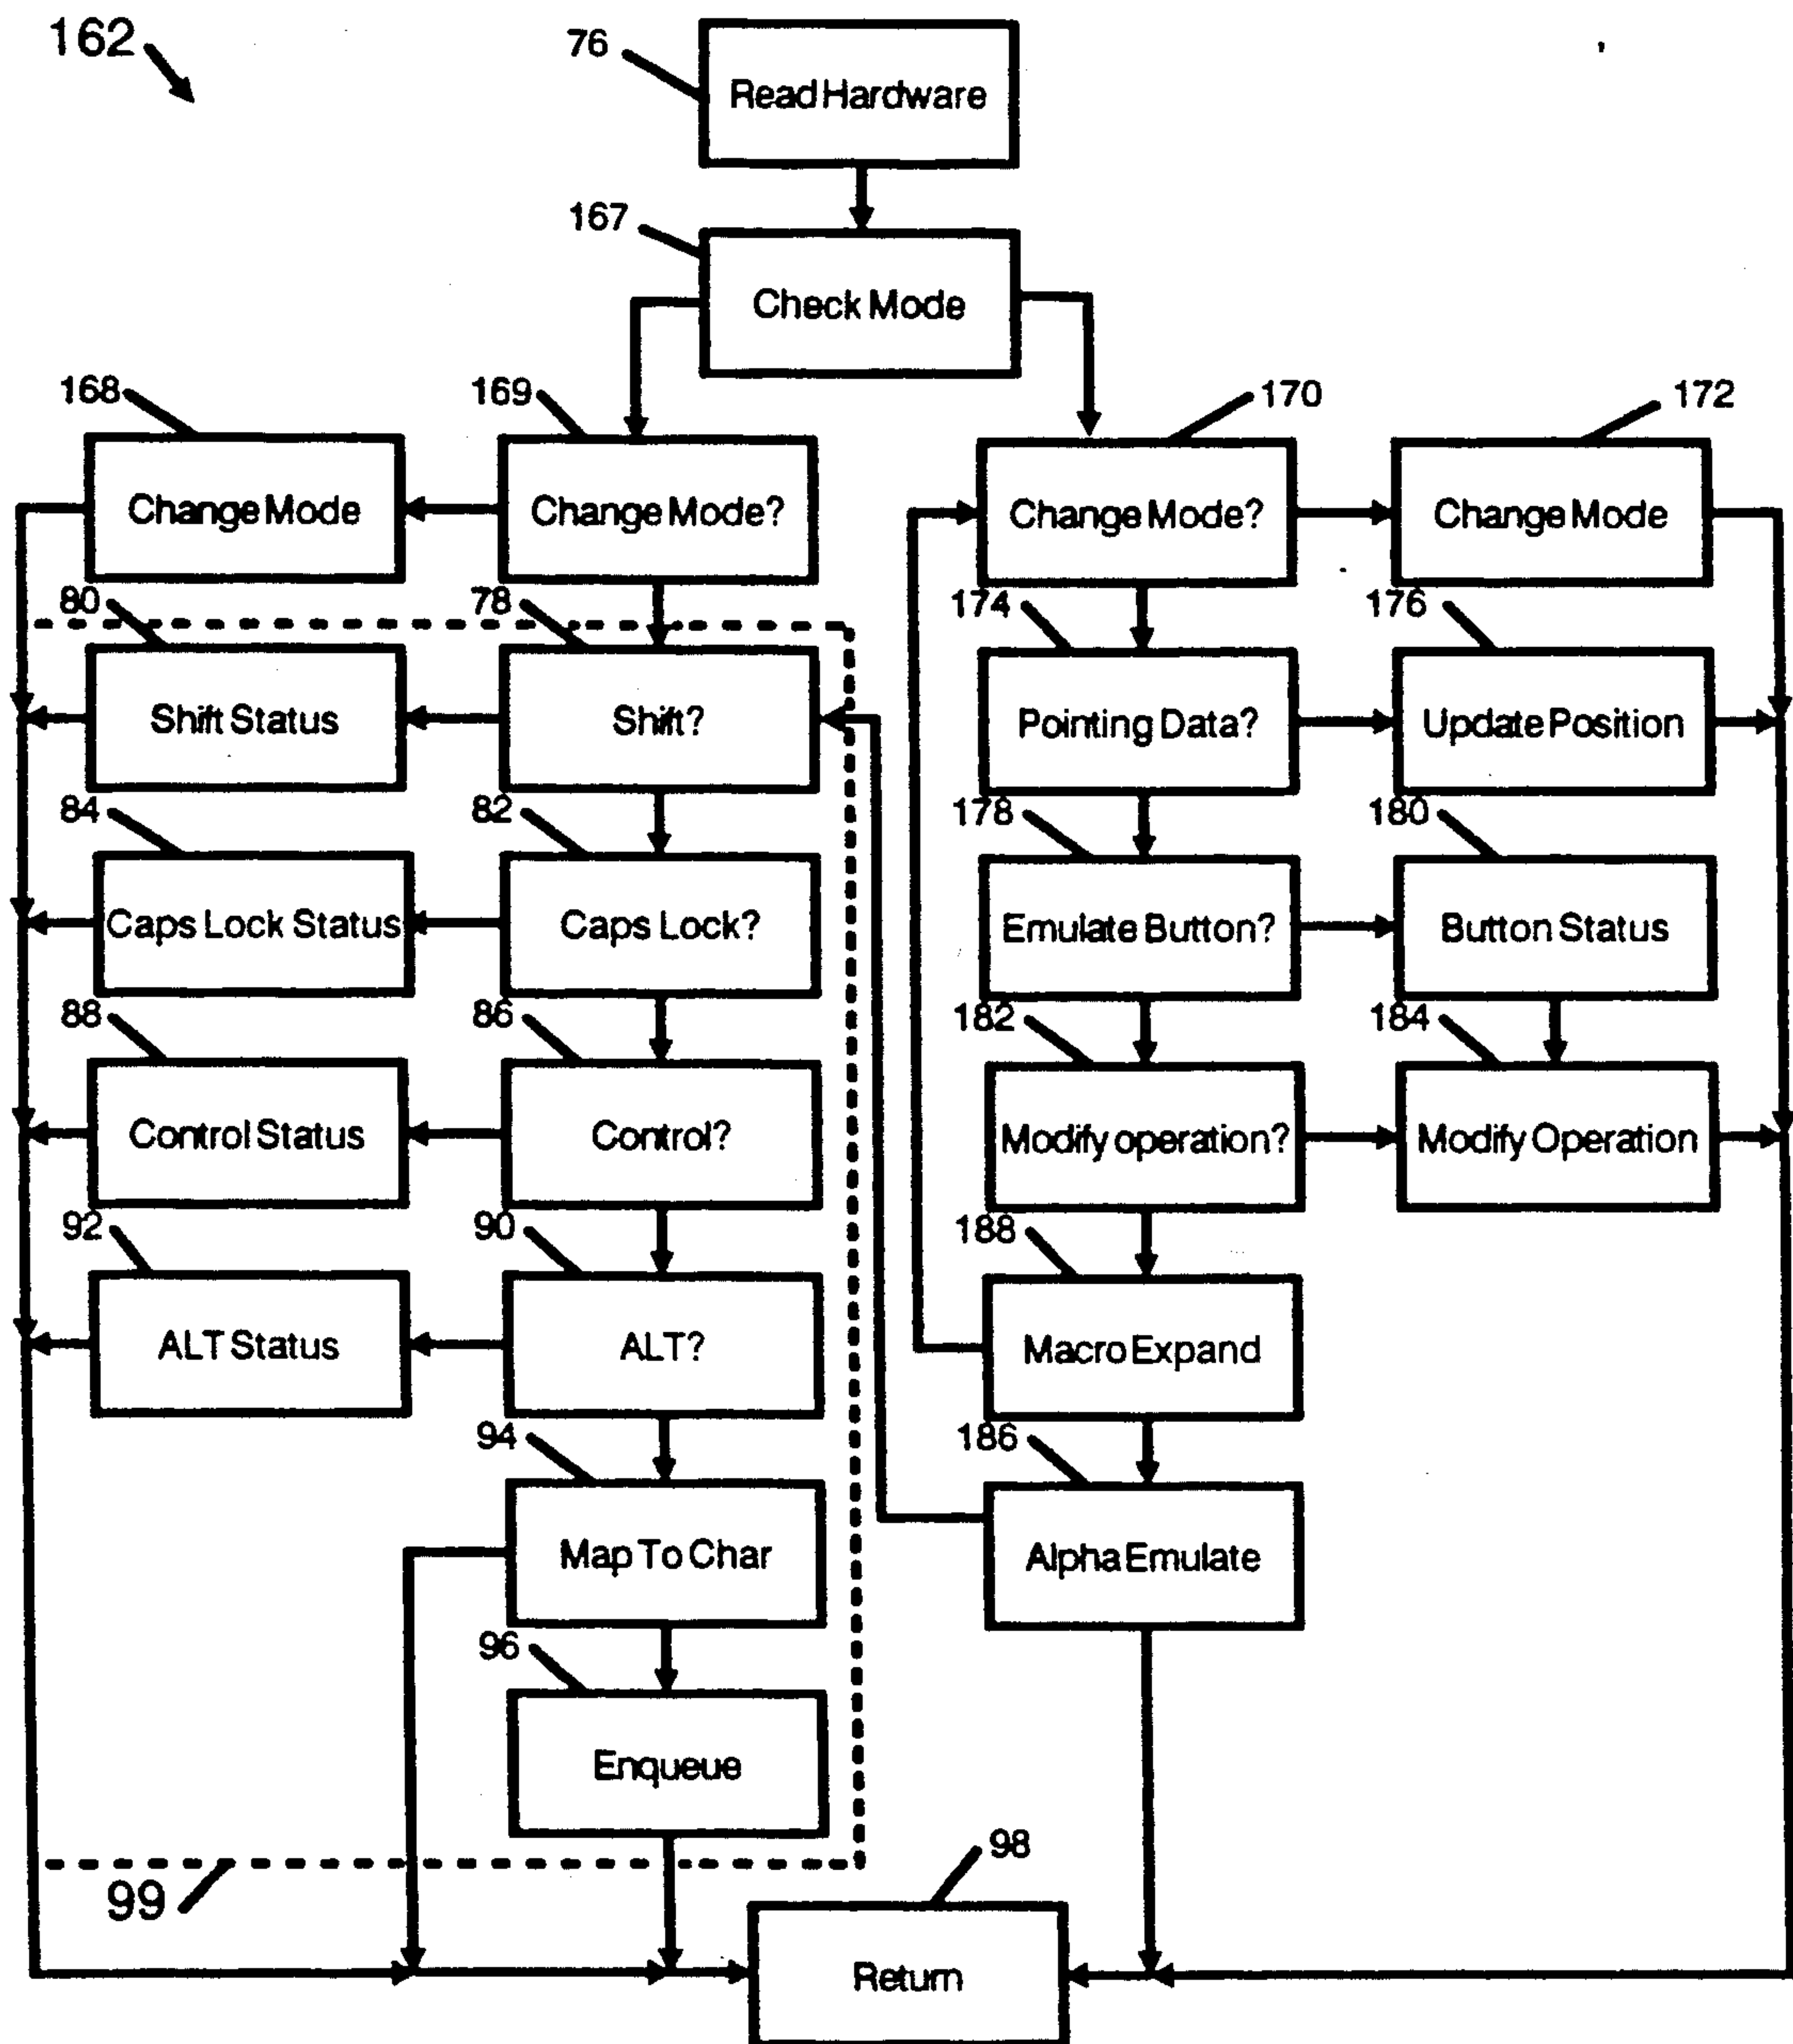 162
76
Read Hardware
167
Check Mode
168
169
170
172
Change Mode
Change Mode?
Change Mode?
Change Mode
80
78
174
176
Shift Status
Shift?
Pointing Data?
Update Position
84
82
178
180
Caps Lock Status
Caps Lock?
Emulate Button?
Button Status
88
86
182
184
Control Status
Control?
Modify operation?
Modify Operation
92
90
188
ALT Status
ALT?
Macro Expand
94
186
Map To Char
Alpha Emulate
96
Enqueue
99
98
Return